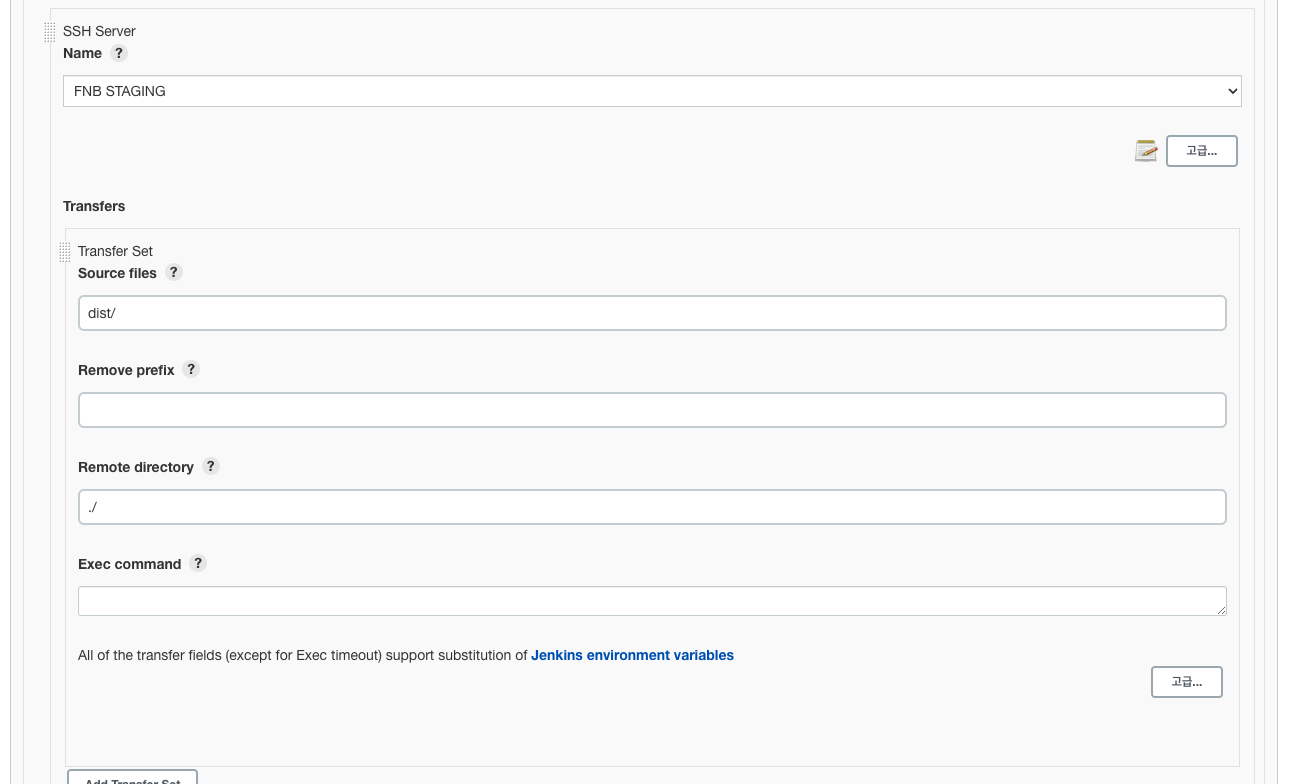 SSH Server
Name ?
FNB STAGING
고급...
Transfers
Transfer Set
Source files ?
dist/
Remove prefix ?
Remote directory ?
./
Exec command ?
All of the transfer fields (except for Exec timeout) support substitution of Jenkins environment variables
고급...
Add Transfer Set